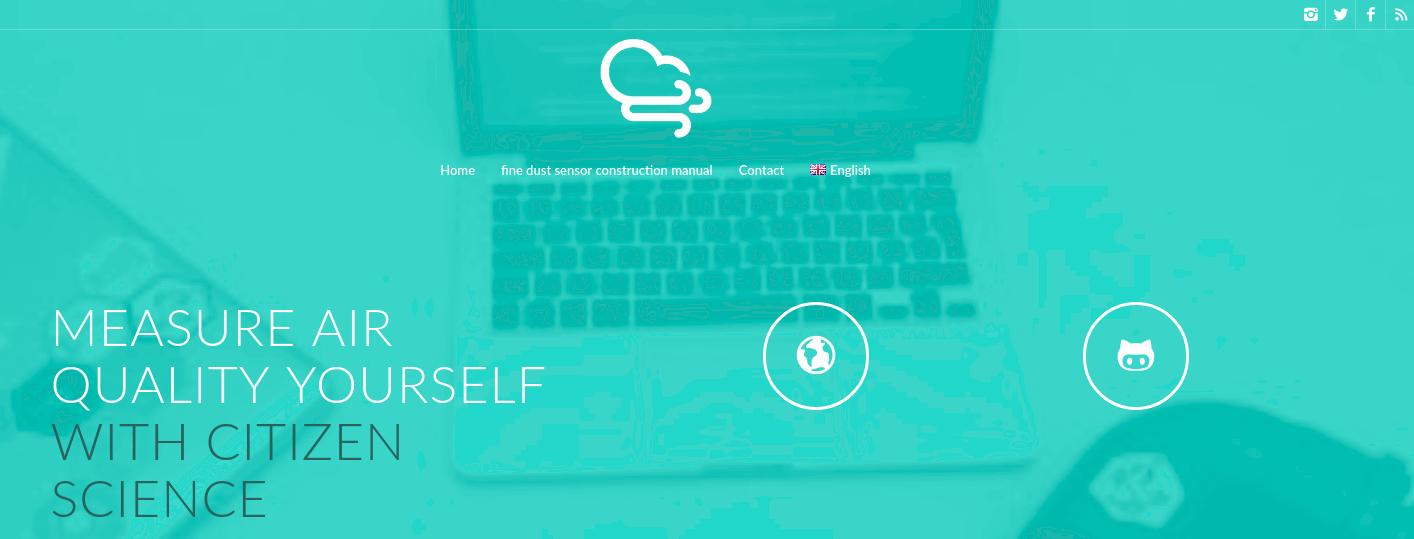 Home fine dust sensor construction manual Contact English
MEASURE AIR
QUALITY YOURSELF
WITH CITIZEN
SCIENCE